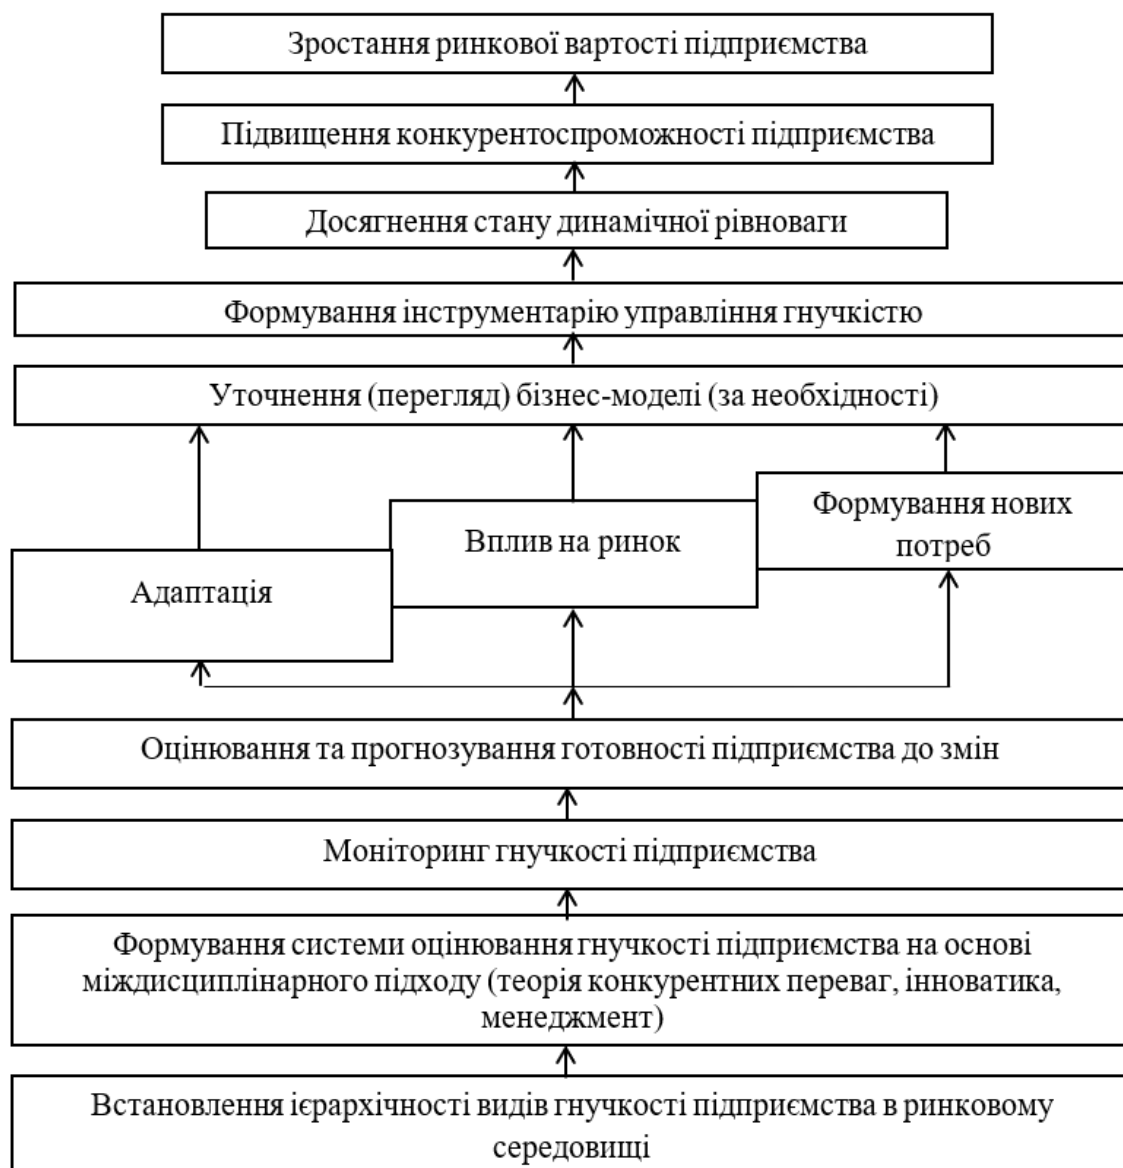 Зростання ринкової вартості підприємства
Підвищення конкурентоспроможності підприємства
Досягнення стану динамічної рівноваги
Формування інструментарію управління гнучкістю
Уточнення (перегляд) бізнес-моделі (за необхідності)
Формування нових
потреб
Вплив на ринок
Адаптація
Оцінювання та прогнозування готовності підприємства до змін
Моніторинг гнучкості підприємства
Формування системи оцінювання гнучкості підприємства на основі
міждисциплінарного підходу (теорія конкурентних переваг, інноватика,
менеджмент)
Встановлення ієрархічності видів гнучкості підприємства в ринковому
середовищі